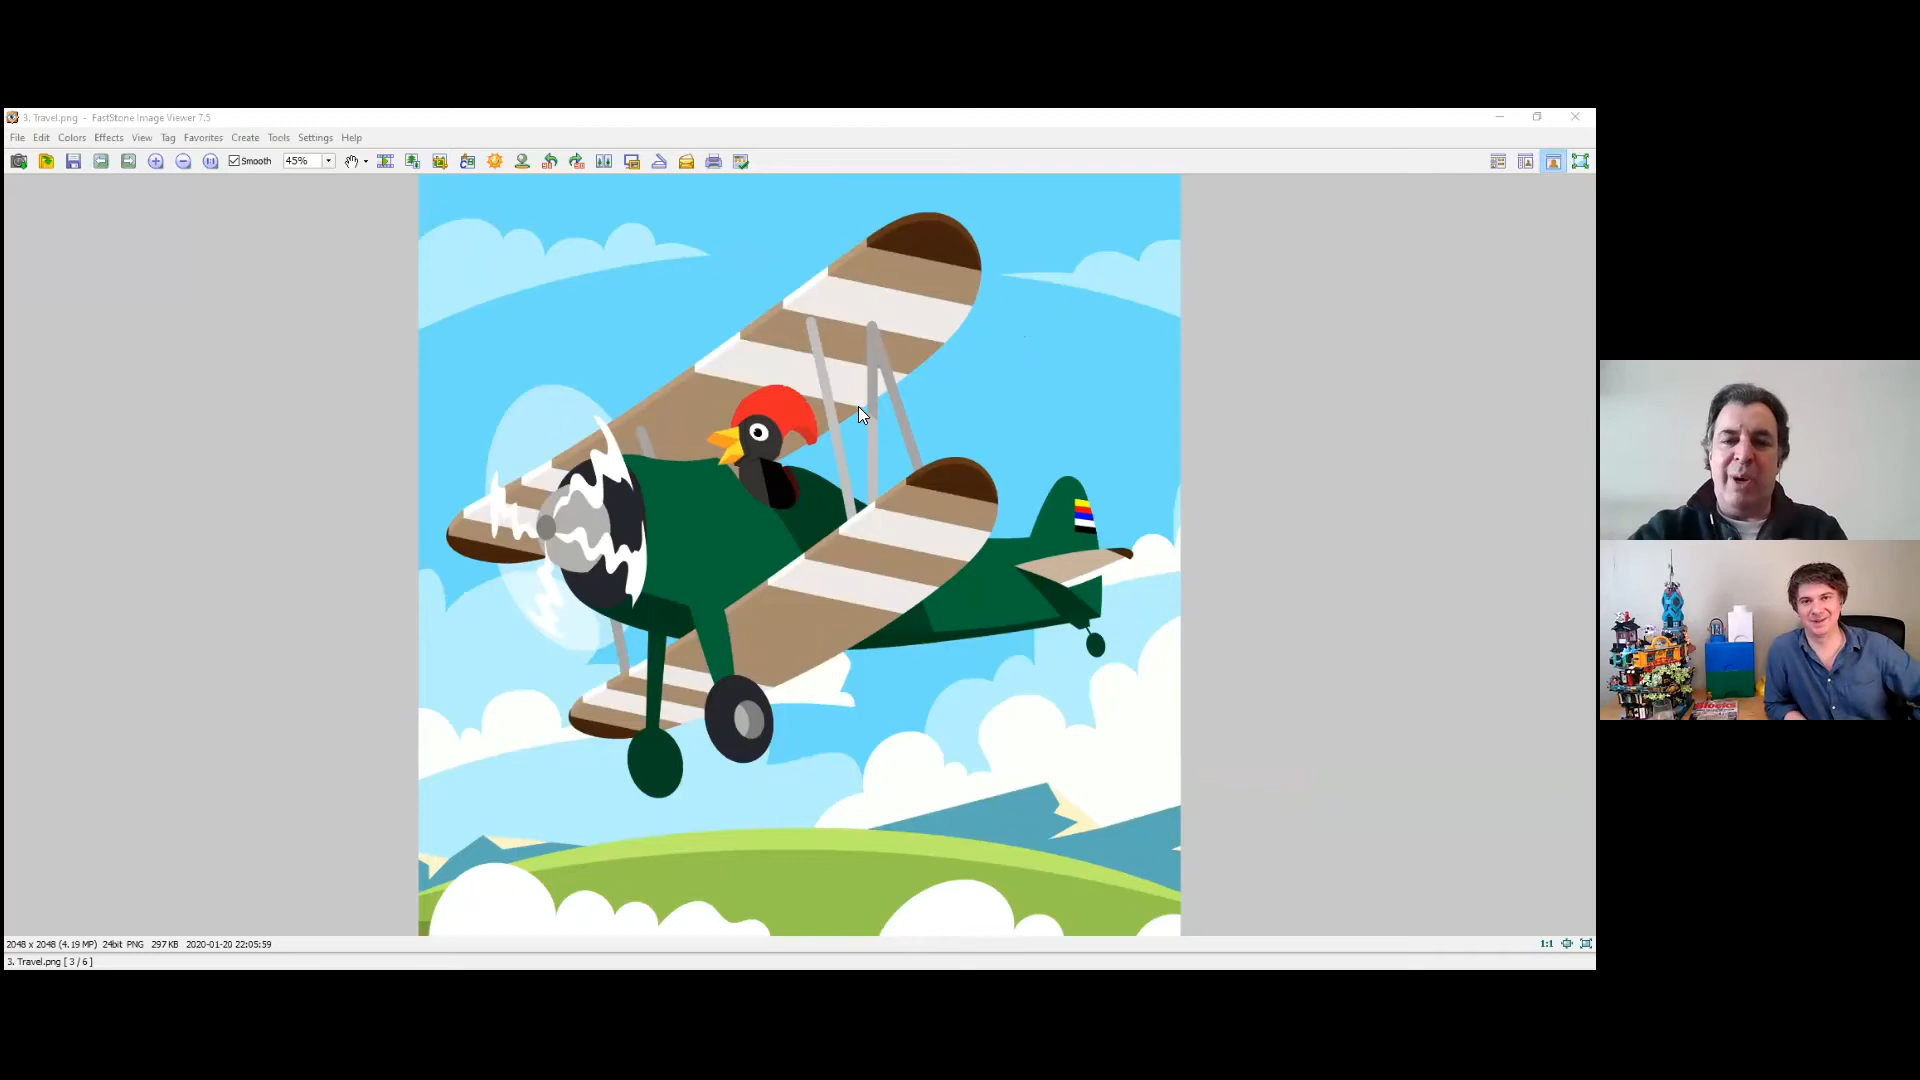 3. Travel.png - FastStone Image Viewer 7.5
File Edit Colors Effects View Tag Favorites Create Tools Settings Help
Smooth 45%
2048 x 2048 (4.19 MP) 24bit PNG 297 KB 2020-01-20 22:05:59
1:1
3. Travel.png [ 3 / 6 ]
Blocks